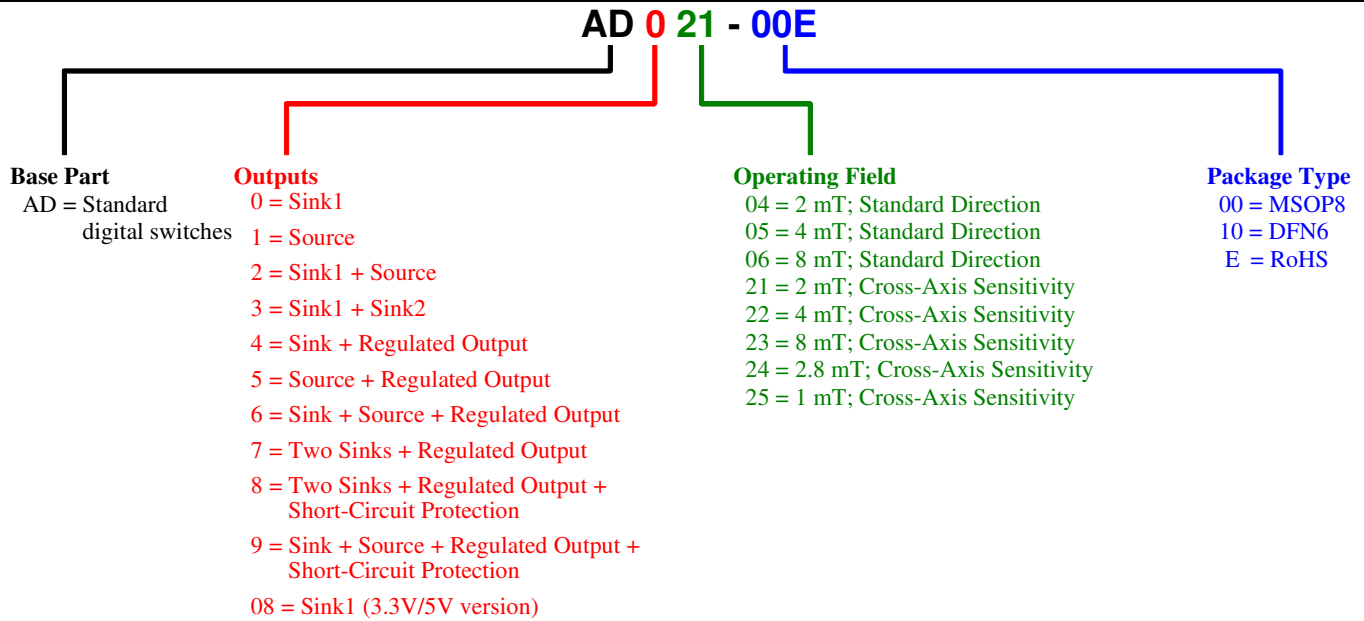 AD 0 21 - 00E
Base Part
AD = Standard
digital switches
Outputs
0 = Sink1
1 = Source
2 = Sink1 + Source
3 = Sink1 + Sink2
4 = Sink + Regulated Output
5 = Source + Regulated Output
6 = Sink + Source + Regulated Output
7 = Two Sinks + Regulated Output
8 = Two Sinks + Regulated Output +
Short-Circuit Protection
9 = Sink + Source + Regulated Output +
Short-Circuit Protection
08 = Sink1 (3.3V/5V version)
Operating Field
04 = 2 mT; Standard Direction
05 = 4 mT; Standard Direction
06 = 8 mT; Standard Direction
21 = 2 mT; Cross-Axis Sensitivity
22 = 4 mT; Cross-Axis Sensitivity
23 = 8 mT; Cross-Axis Sensitivity
24 = 2.8 mT; Cross-Axis Sensitivity
25 = 1 mT; Cross-Axis Sensitivity
Package Type
00 = MSOP8
10 = DFN6
E = RoHS